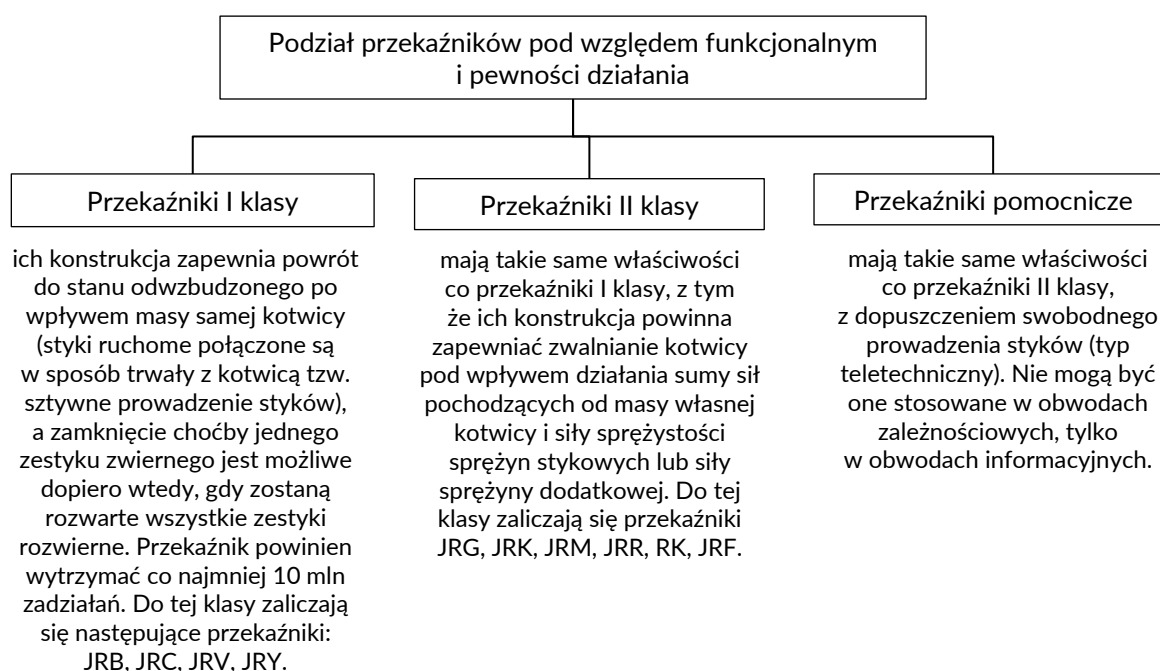 Podział przekaźników pod względem funkcjonalnym
i pewności działania
Przekaźniki I klasy
ich konstrukcja zapewnia powrót
do stanu odwzbudzonego po
wpływem masy samej kotwicy
(styki ruchome połączone są
w sposób trwały z kotwicą tzw.
sztywne prowadzenie styków),
a zamknięcie choćby jednego
zestyku zwiernego jest możliwe
dopiero wtedy, gdy zostaną
rozwarte wszystkie zestyki
rozwierne. Przekaźnik powinien
wytrzymać co najmniej 10 mln
zadziałań. Do tej klasy zaliczają
się następujące przekaźniki:
JRB, JRC, JRV, JRY.
Przekaźniki II klasy
mają takie same właściwości
co przekaźniki I klasy, z tym
że ich konstrukcja powinna
zapewniać zwalnianie kotwicy
pod wpływem działania sumy sił
pochodzących od masy własnej
kotwicy i siły sprężystości
sprężyn stykowych lub siły
sprężyny dodatkowej. Do tej
klasy zaliczają się przekaźniki
JRG, JRK, JRM, JRR, RK, JRF.
Przekaźniki pomocnicze
mają takie same właściwości
co przekaźniki II klasy,
z dopuszczeniem swobodnego
prowadzenia styków (typ
teletechniczny). Nie mogą być
one stosowane w obwodach
zależnościowych, tylko
w obwodach informacyjnych.